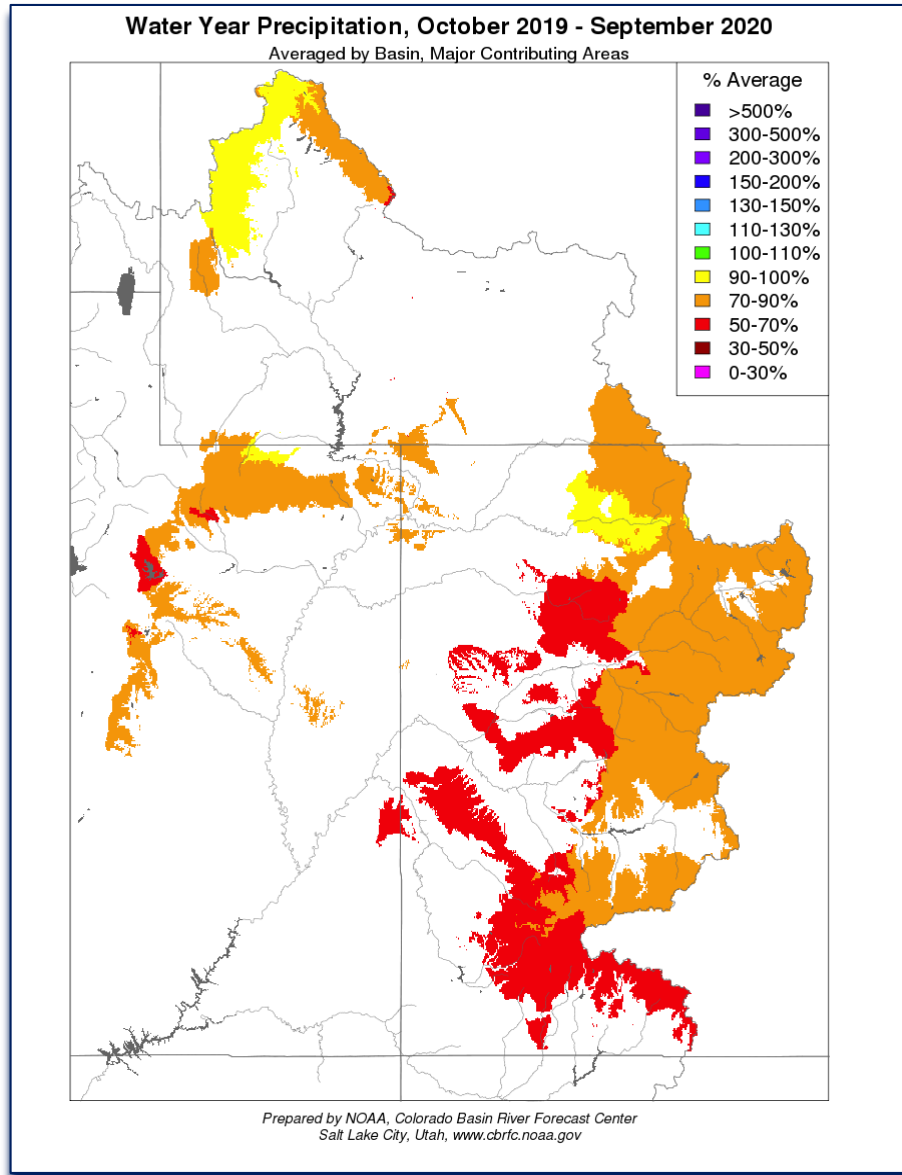 Water Year Precipitation, October 2019 - September 2020
Averaged by Basin, Major Contributing Areas
% Average
>500%
300-500%
200-300%
150-200%
130-150%
110-130%
100-110%
90-100%
70-90%
50-70%
30-50%
0-30%
Prepared by NOAA, Colorado Basin River Forecast Center
Salt Lake City, Utah, www.cbrfc.noaa.gov